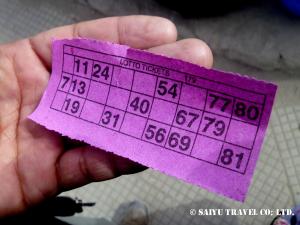 LOTTO TICKETS 179
11 24 54 77 80
7 13 40 67 79
19 31 56 69 81
© SAIYU TRAVEL CO; LTD.